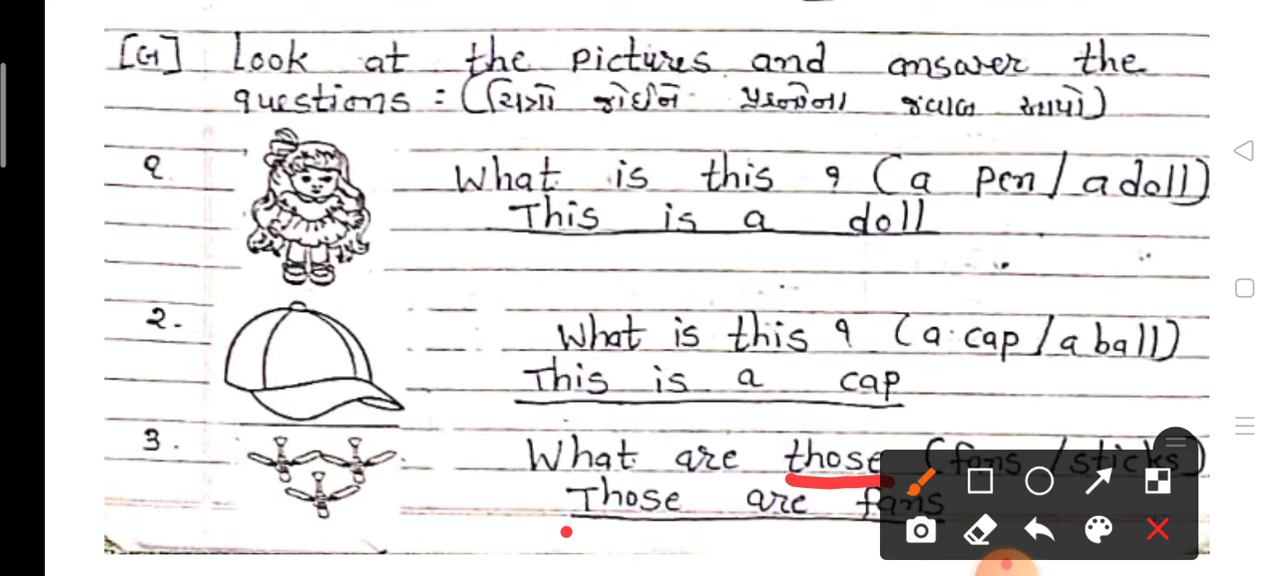 [બ] Look at the pictures and answer the
questions : (ચિત્રો જોઈને પ્રશ્નોના જવાબ આપો)
૧. What is this ? (a pen / a doll)
This is a doll
2. What is this ? (a cap / a ball)
This is a cap
3. What are those (fans / sticks)
Those are fans